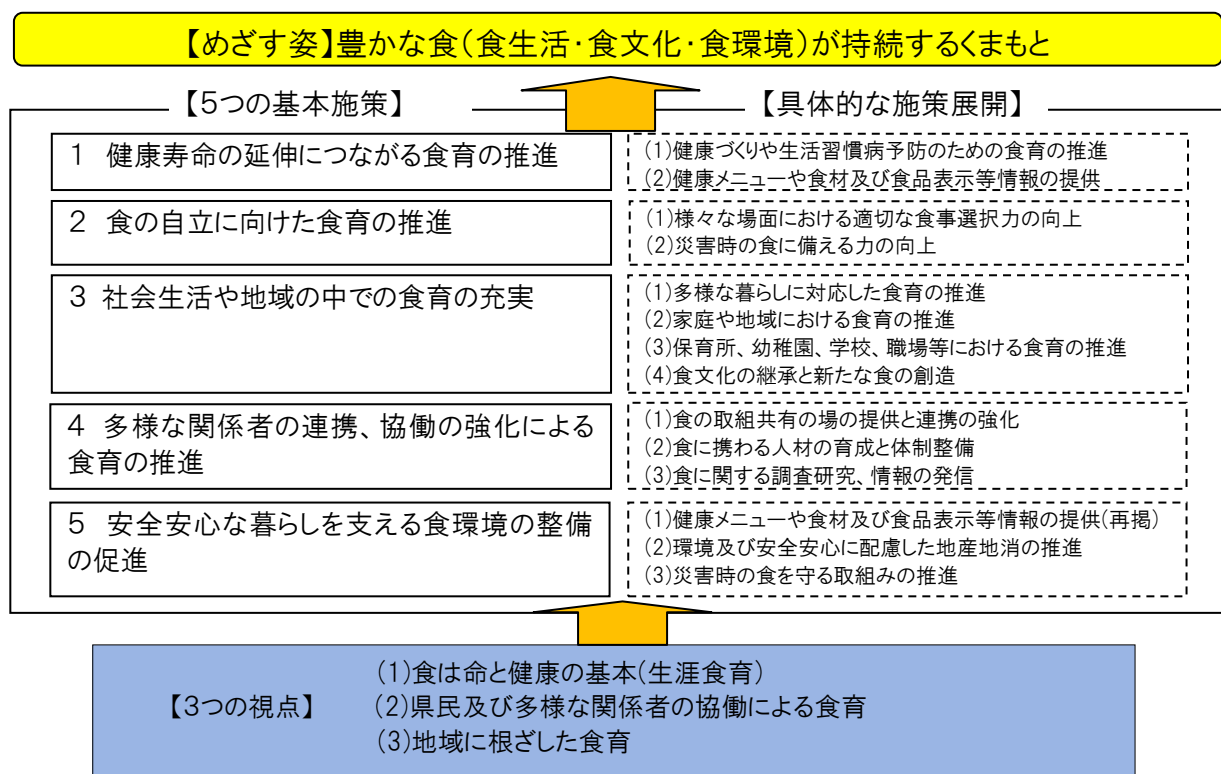 【めざす姿】豊かな食(食生活・食文化・食環境)が持続するくまもと
【5つの基本施策】
【具体的な施策展開】
1 健康寿命の延伸につながる食育の推進
(1)健康づくりや生活習慣病予防のための食育の推進
(2)健康メニューや食材及び食品表示等情報の提供
2 食の自立に向けた食育の推進
(1)様々な場面における適切な食事選択力の向上
(2)災害時の食に備える力の向上
3 社会生活や地域の中での食育の充実
(1)多様な暮らしに対応した食育の推進
(2)家庭や地域における食育の推進
(3)保育所、幼稚園、学校、職場等における食育の推進
(4)食文化の継承と新たな食の創造
4 多様な関係者の連携、協働の強化による
食育の推進
(1)食の取組共有の場の提供と連携の強化
(2)食に携わる人材の育成と体制整備
(3)食に関する調査研究、情報の発信
5 安全安心な暮らしを支える食環境の整備
の促進
(1)健康メニューや食材及び食品表示等情報の提供(再掲)
(2)環境及び安全安心に配慮した地産地消の推進
(3)災害時の食を守る取組みの推進
【3つの視点】
(1)食は命と健康の基本(生涯食育)
(2)県民及び多様な関係者の協働による食育
(3)地域に根ざした食育